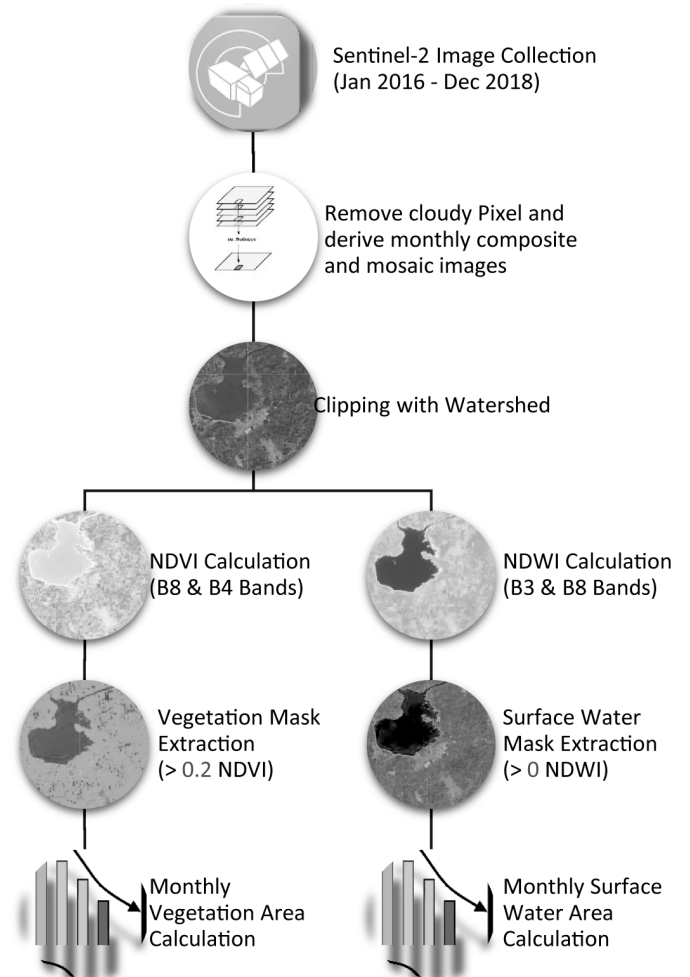 Sentinel-2 Image Collection
(Jan 2016 - Dec 2018)
Remove cloudy Pixel and
derive monthly composite
and mosaic images
Clipping with Watershed
NDVI Calculation
(B8 & B4 Bands)
NDWI Calculation
(B3 & B8 Bands)
Vegetation Mask
Extraction
(> 0.2 NDVI)
Surface Water
Mask Extraction
(> 0 NDWI)
Monthly
Vegetation Area
Calculation
Monthly Surface
Water Area
Calculation